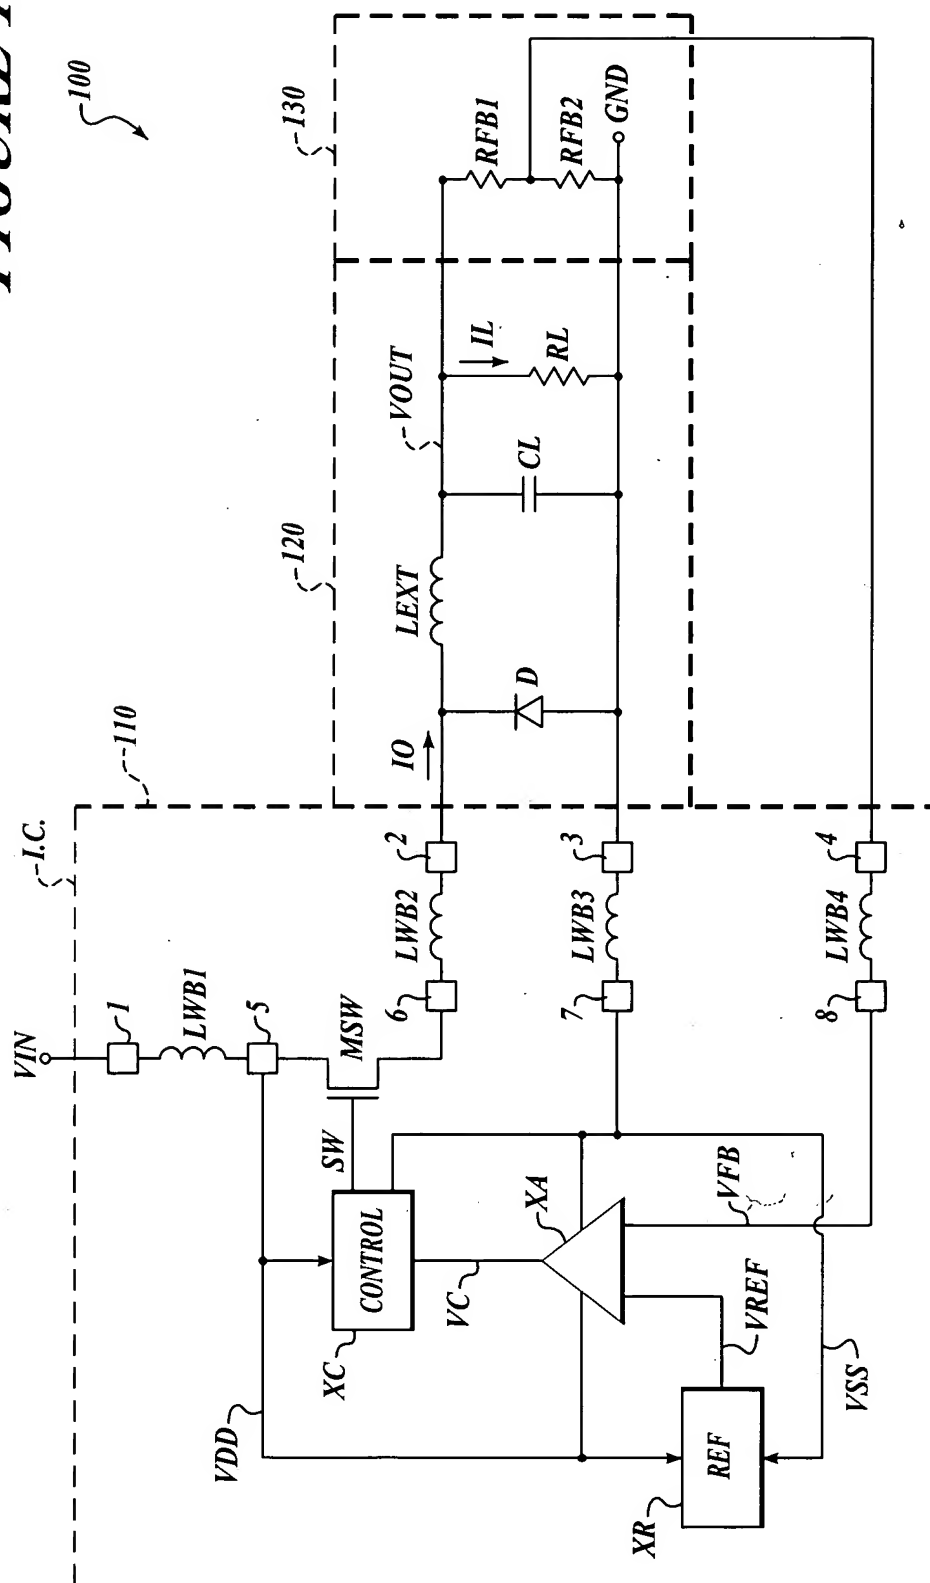 100
I.C.
110
120
130
VIN
1
LWB1
5
VDD
SW
MSW
6
LWB2
2
IO
LEXT
VOUT
IL
RFB1
XC
CONTROL
VC
XA
D
CL
RL
RFB2
GND
7
LWB3
3
XR
REF
VREF
VFB
VSS
8
LWB4
4